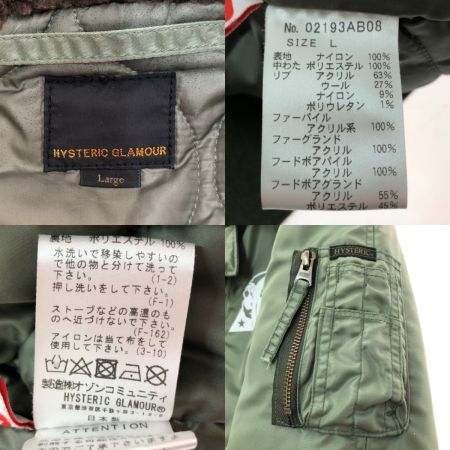 HYSTERIC GLAMOUR
Large
No. 02193AB08
SIZE L
表地 ナイロン 100%
中わた ポリエステル 100%
リブ アクリル 63%
ウール 27%
ナイロン 9%
ポリウレタン 1%
ファーパイル
アクリル系 100%
ファーグランド
アクリル 100%
フードボアパイル
アクリル 100%
フードボアグランド
アクリル 55%
ポリエステル 45%
裏地 ポリエステル 100%
水洗いで移染しやすいの
で他の物と分けて洗って
下さい。 (1-2)
押し洗いをして下さい。
(F-1)
ストーブなどの高温のも
のへ近づけないで下さい。
(F-162)
アイロンは当て布をして
使用して下さい。(3-10)
製造㈱オゾンコミュニティ
HYSTERIC GLAMOUR
日本製
ATTENTION
HYSTERIC